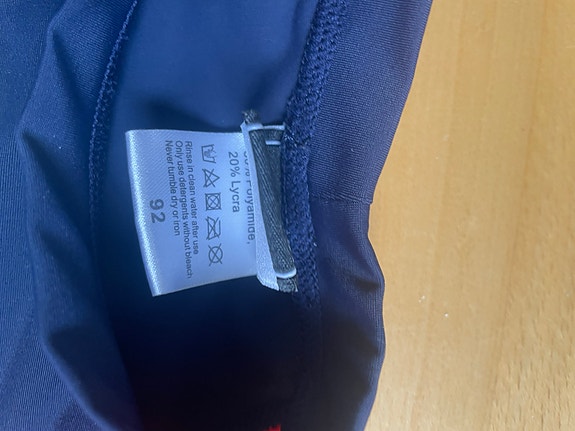 Polyamide,
20% Lycra
Rinse in clean water after use
Only use detergents without bleach
Never tumble dry or iron
92